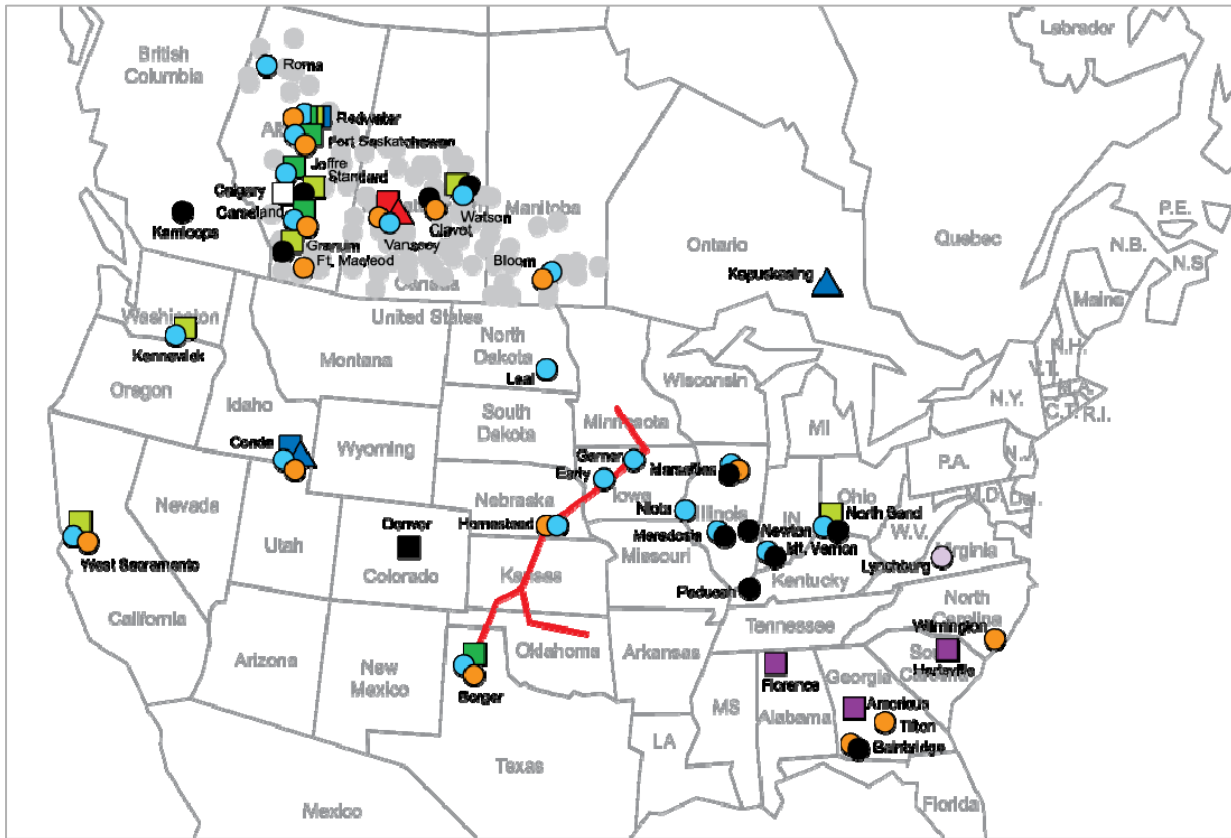 Labrador
British
Columbia
Roma
Redwater
Fort Saskatchewan
Joffre
Standard
Calgary
Carseland
Kamloops
Granum
Ft. Macleod
Vanscoy
Clavet
Watson
Manitoba
Bloom
Canada
United States
Ontario
Kapuskasing
Quebec
P.E.
N.B.
N.S
Maine
Washington
Kennewick
Oregon
Montana
North
Dakota
Leal
Idaho
Conda
Wyoming
South
Dakota
Minnesota
Wisconsin
MI
N.Y.
N.H.
V.T.
M.A.
C.T.
R.I.
P.A.
N.J.
M.D.
Del.
Garner
Early
Iowa
Marseilles
Nebraska
Homestead
Niota
Illinois
Meredosia
Newton
IN
Mt. Vernon
Ohio
North Bend
W.V.
Virginia
Lynchburg
Nevada
Utah
Denver
Colorado
Kansas
Missouri
Kentucky
Paducah
West Sacramento
California
Arizona
New
Mexico
Oklahoma
Borger
Arkansas
Tennessee
North
Carolina
Wilmington
South
Carolina
Hartsville
Florence
Georgia
Americus
Tifton
Bainbridge
MS
Alabama
LA
Texas
Mexico
Florida